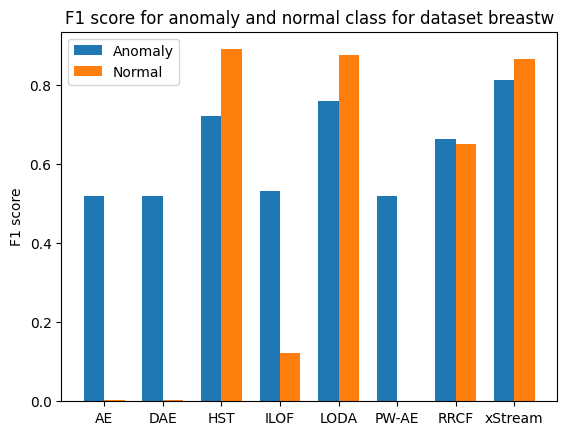 F1 score for anomaly and normal class for dataset breastw
Anomaly
Normal
F1 score
0.8
0.6
0.4
0.2
0.0
AE DAE HST ILOF LODA PW-AE RRCF xStream